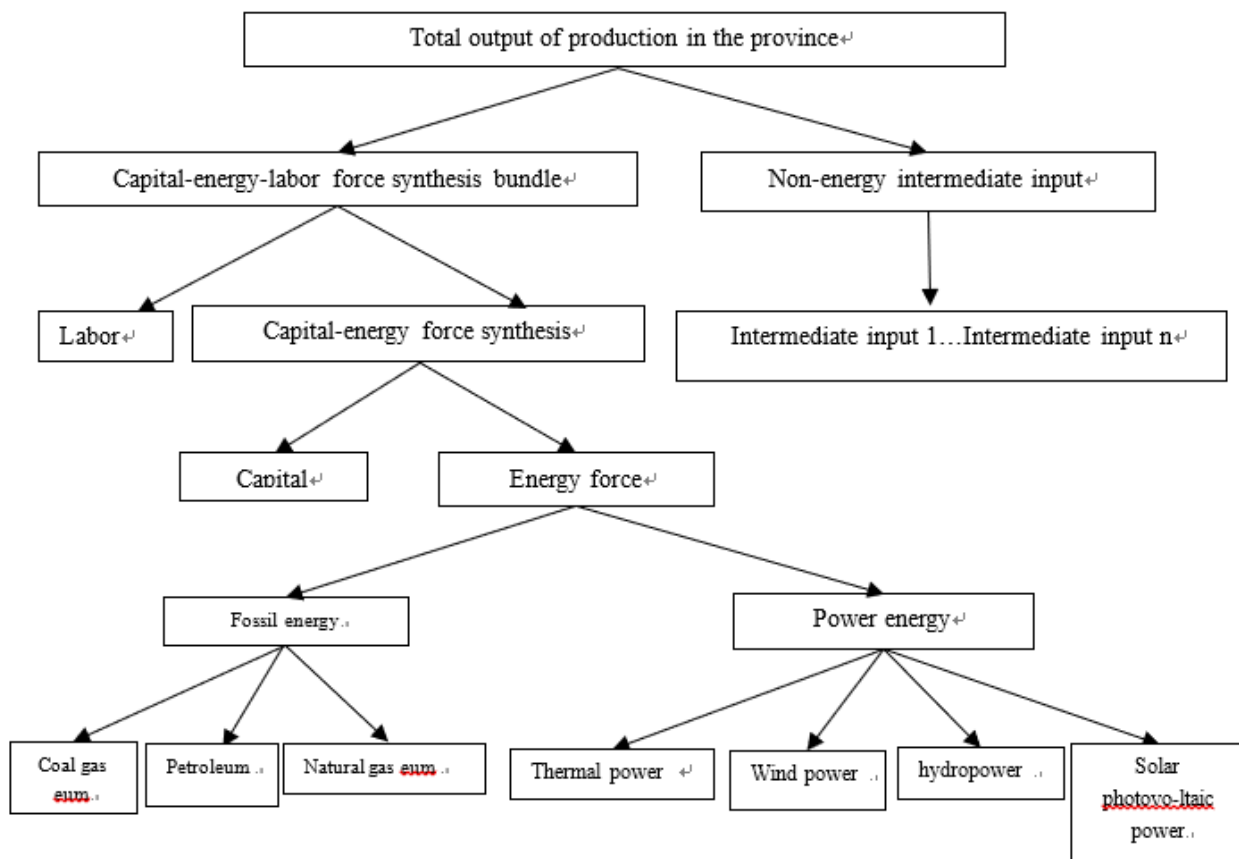 Total output of production in the province↵
Capital-energy-labor force synthesis bundle↵
Non-energy intermediate input↵
Labor↵
Capital-energy force synthesis↵
Intermediate input 1…Intermediate input n↵
Capital↵
Energy force↵
Fossil energy.↓
Power energy↵
Coal gas
eum.↓
Petroleum .↓
Natural gas eum.↓
Thermal power ↵
Wind power .↓
hydropower .↓
Solar
photovo-ltaic
power.↓